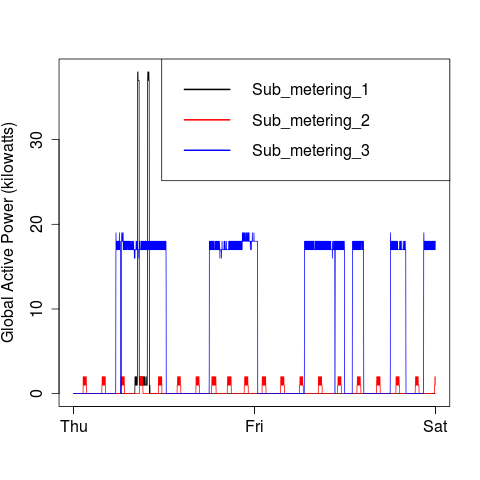 Sub_metering_1
Sub_metering_2
Sub_metering_3
Global Active Power (kilowatts)
30
20
10
0
Thu
Fri
Sat